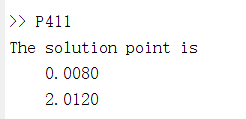 >> P411
The solution point is
0.0080
2.0120